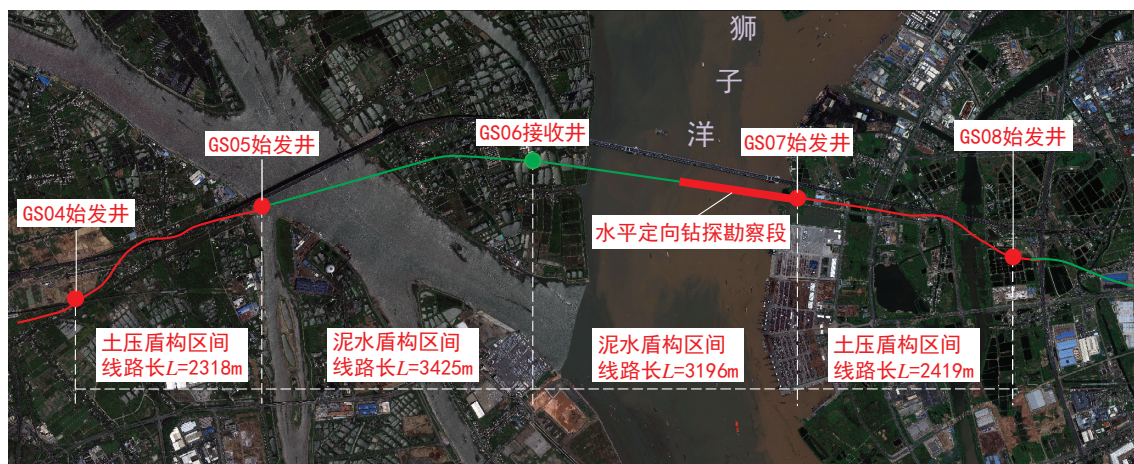 狮
子
洋
GS04始发井
GS05始发井
GS06接收井
GS07始发井
GS08始发井
水平定向钻探勘察段
土压盾构区间
线路长L=2318m
泥水盾构区间
线路长L=3425m
泥水盾构区间
线路长L=3196m
土压盾构区间
线路长L=2419m